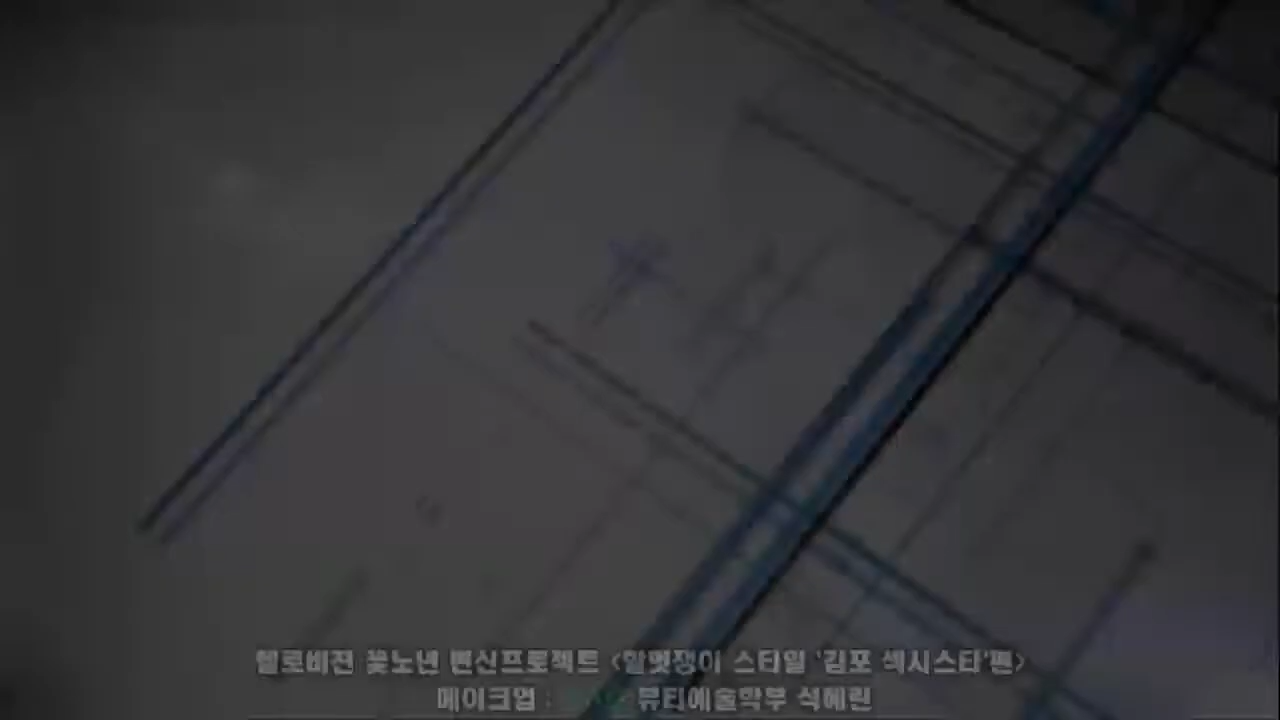 헬로비전 꽃노년 변신프로젝트 <할멋쟁이 스타일 '김포 섹시스타'편>
메이크업 : 뷰티예술학부 석혜린